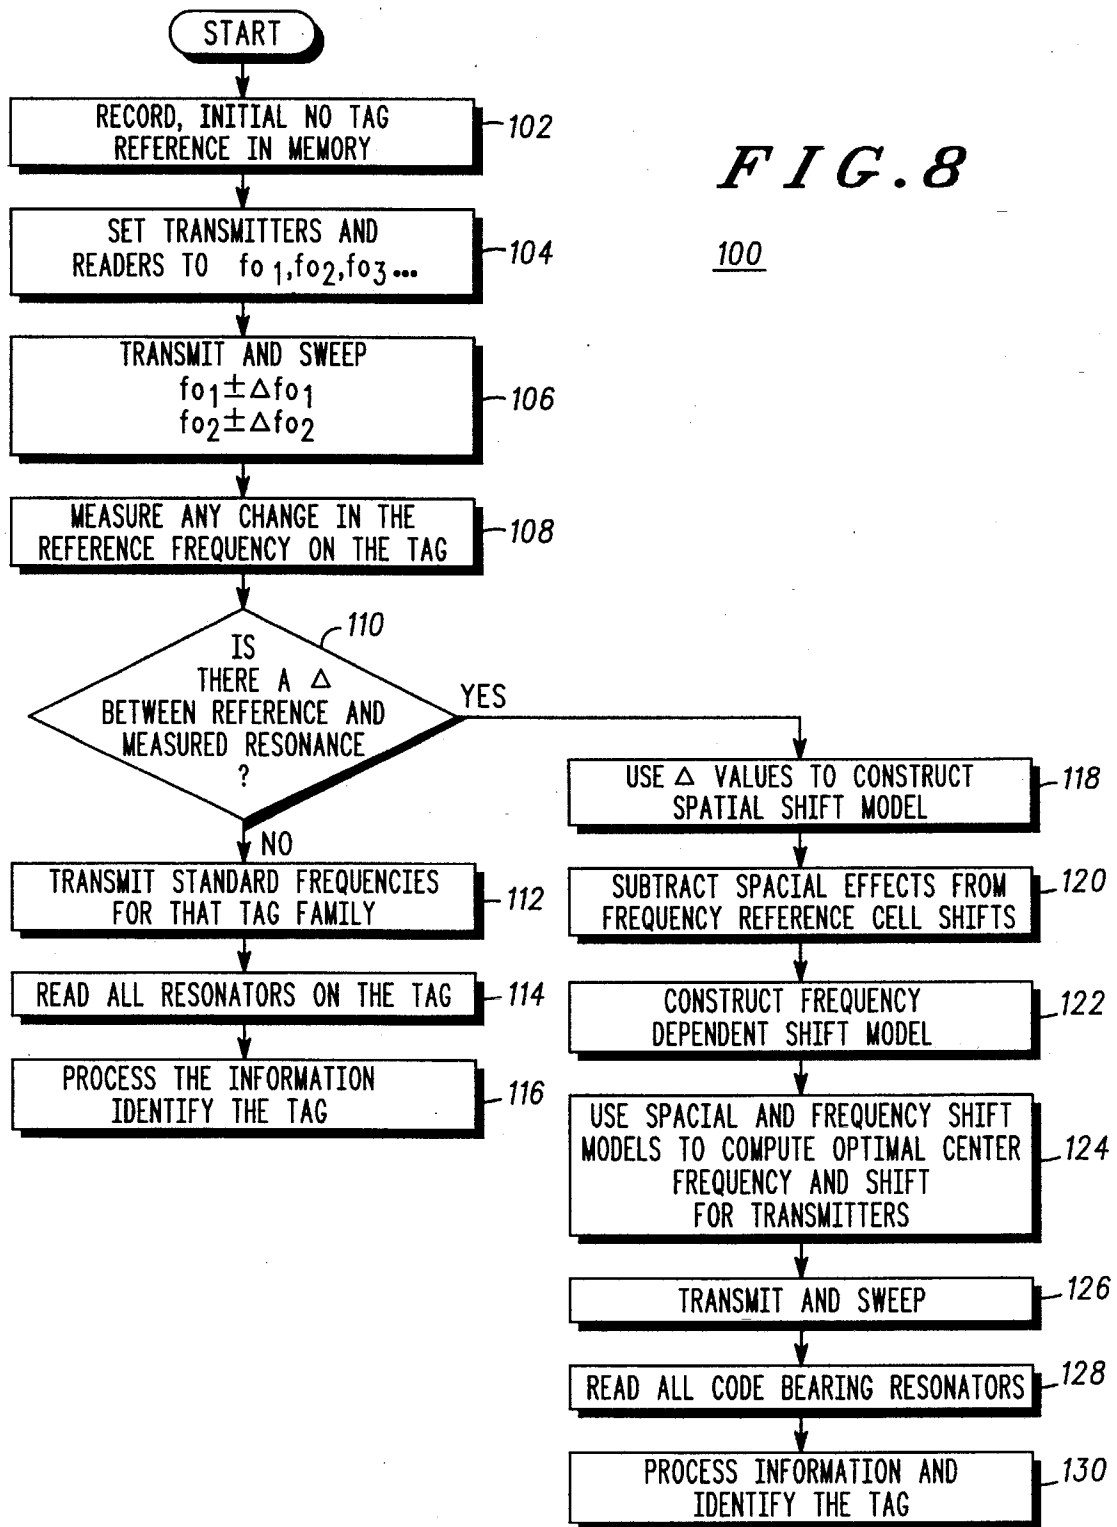 START
RECORD, INITIAL NO TAG
REFERENCE IN MEMORY
102
FIG.8
100
SET TRANSMITTERS AND
READERS TO fo1,fo2,fo3...
104
TRANSMIT AND SWEEP
fo1±△fo1
fo2±△fo2
106
MEASURE ANY CHANGE IN THE
REFERENCE FREQUENCY ON THE TAG
108
IS
THERE A △
BETWEEN REFERENCE AND
MEASURED RESONANCE
?
110
YES
NO
TRANSMIT STANDARD FREQUENCIES
FOR THAT TAG FAMILY
112
READ ALL RESONATORS ON THE TAG
114
PROCESS THE INFORMATION
IDENTIFY THE TAG
116
USE △ VALUES TO CONSTRUCT
SPATIAL SHIFT MODEL
118
SUBTRACT SPACIAL EFFECTS FROM
FREQUENCY REFERENCE CELL SHIFTS
120
CONSTRUCT FREQUENCY
DEPENDENT SHIFT MODEL
122
USE SPACIAL AND FREQUENCY SHIFT
MODELS TO COMPUTE OPTIMAL CENTER
FREQUENCY AND SHIFT
FOR TRANSMITTERS
124
TRANSMIT AND SWEEP
126
READ ALL CODE BEARING RESONATORS
128
PROCESS INFORMATION AND
IDENTIFY THE TAG
130